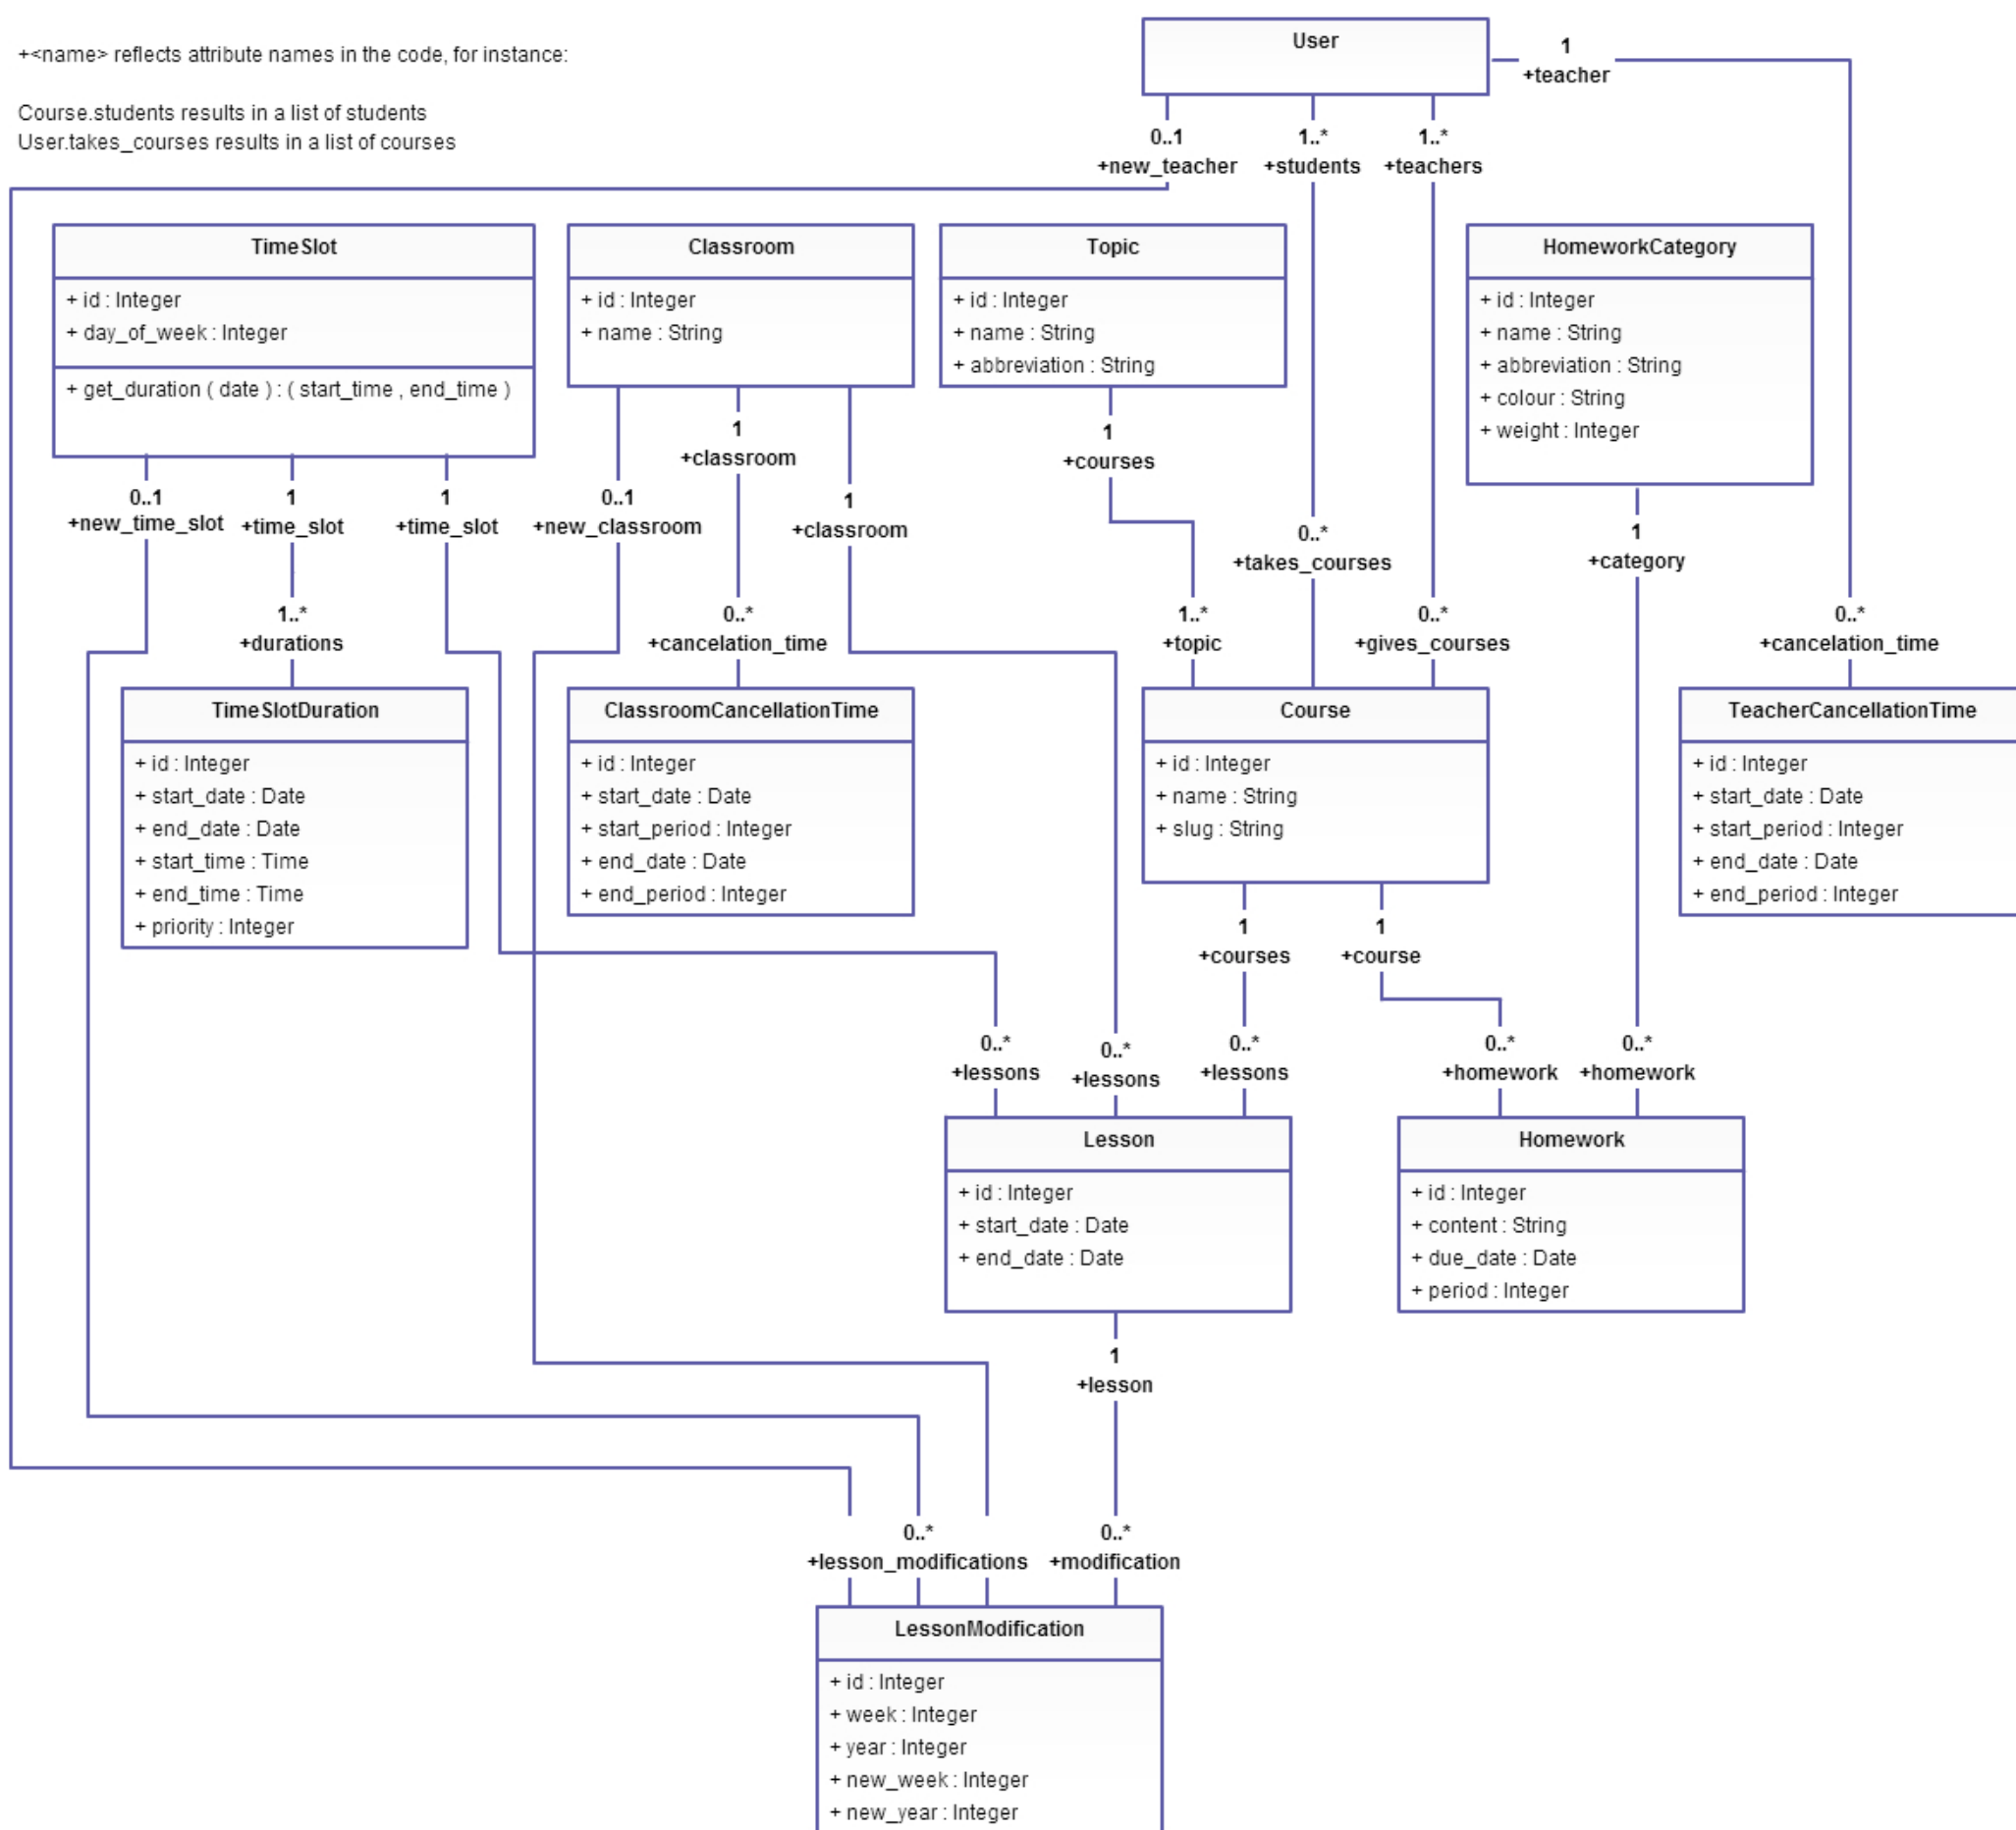 +<name> reflects attribute names in the code, for instance:
Course.students results in a list of students
User.takes_courses results in a list of courses
User
1
+teacher
0..1
+new_teacher
1..*
+students
1..*
+teachers
TimeSlot
+ id : Integer
+ day_of_week : Integer
+ get_duration ( date ) : ( start_time , end_time )
Classroom
+ id : Integer
+ name : String
Topic
+ id : Integer
+ name : String
+ abbreviation : String
HomeworkCategory
+ id : Integer
+ name : String
+ abbreviation : String
+ colour : String
+ weight : Integer
0..1
+new_time_slot
1
+time_slot
1
+time_slot
0..1
+new_classroom
1
+classroom
1
+classroom
1
+courses
0..*
+takes_courses
1
+category
1..*
+durations
0..*
+cancelation_time
1..*
+topic
0..*
+gives_courses
0..*
+cancelation_time
TimeSlotDuration
+ id : Integer
+ start_date : Date
+ end_date : Date
+ start_time : Time
+ end_time : Time
+ priority : Integer
ClassroomCancellationTime
+ id : Integer
+ start_date : Date
+ start_period : Integer
+ end_date : Date
+ end_period : Integer
Course
+ id : Integer
+ name : String
+ slug : String
TeacherCancellationTime
+ id : Integer
+ start_date : Date
+ start_period : Integer
+ end_date : Date
+ end_period : Integer
1
+courses
1
+course
0..*
+lessons
0..*
+lessons
0..*
+lessons
0..*
+homework
0..*
+homework
Lesson
+ id : Integer
+ start_date : Date
+ end_date : Date
Homework
+ id : Integer
+ content : String
+ due_date : Date
+ period : Integer
1
+lesson
0..*
+lesson_modifications
0..*
+modification
LessonModification
+ id : Integer
+ week : Integer
+ year : Integer
+ new_week : Integer
+ new_year : Integer